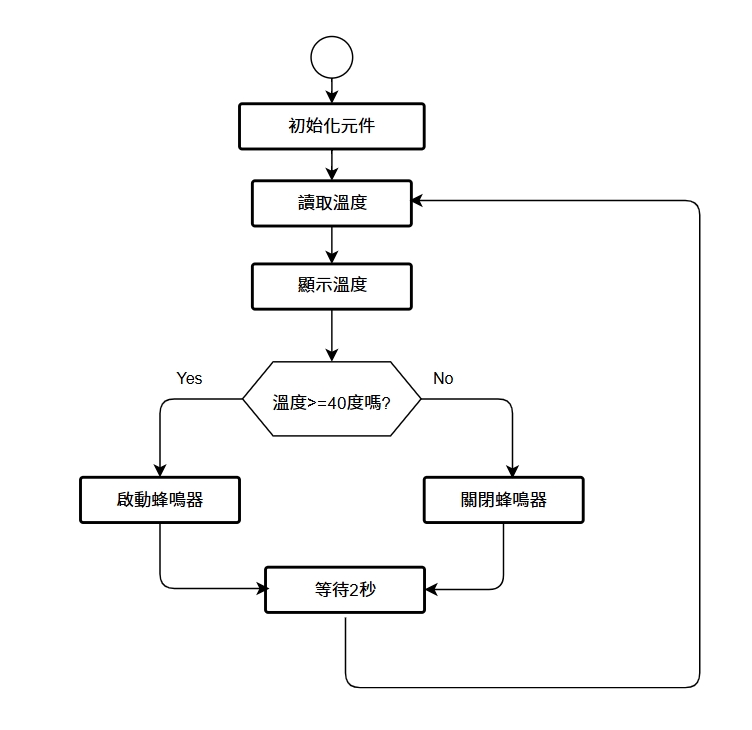 初始化元件
讀取溫度
顯示溫度
Yes
No
溫度>=40度嗎?
啟動蜂鳴器
關閉蜂鳴器
等待2秒